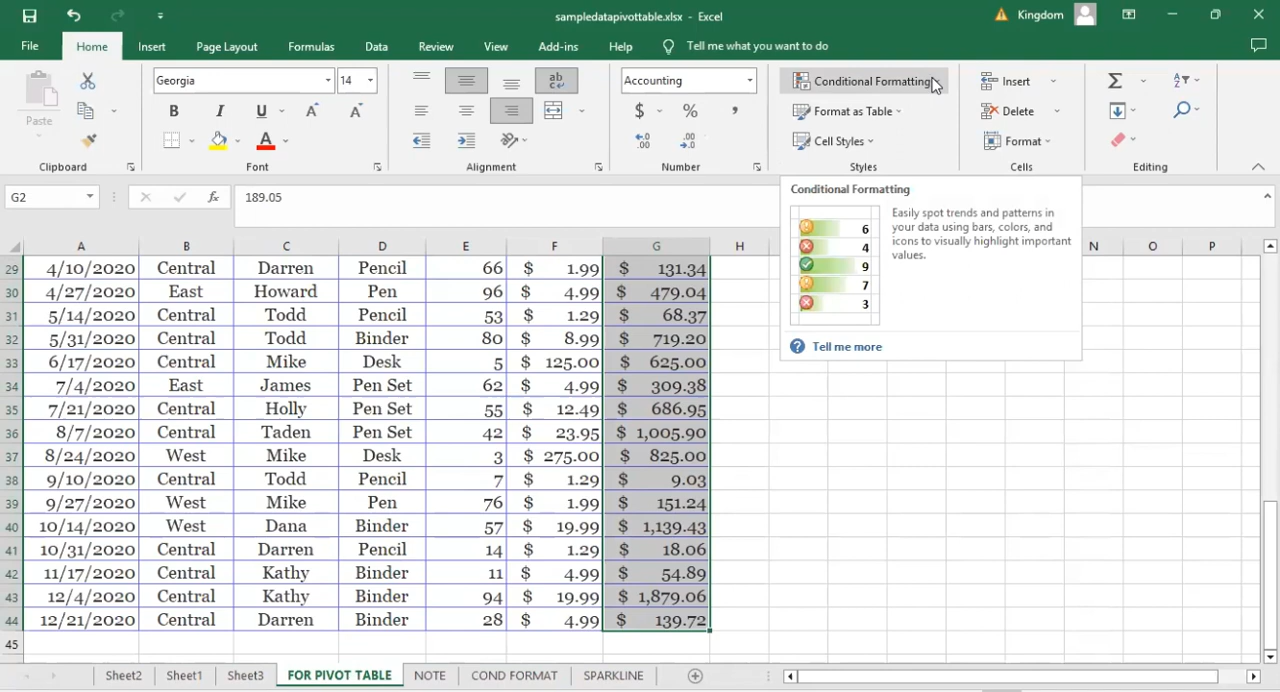 sampledatapivottable.xlsx - Excel
Kingdom
File Home Insert Page Layout Formulas Data Review View Add-ins Help Tell me what you want to do
Paste
Georgia 14
B I U A A
A
ab
Accounting
$ % ,
Conditional Formatting
Format as Table
Cell Styles
Insert
Delete
Format
Clipboard Font Alignment Number Styles Cells Editing
G2 fx 189.05
Conditional Formatting
Easily spot trends and patterns in
your data using bars, colors, and
icons to visually highlight important
values.
6
4
9
7
3
Tell me more
A B C D E F G H N O P
29 4/10/2020 Central Darren Pencil 66 $ 1.99 $ 131.34
30 4/27/2020 East Howard Pen 96 $ 4.99 $ 479.04
31 5/14/2020 Central Todd Pencil 53 $ 1.29 $ 68.37
32 5/31/2020 Central Todd Binder 80 $ 8.99 $ 719.20
33 6/17/2020 Central Mike Desk 5 $ 125.00 $ 625.00
34 7/4/2020 East James Pen Set 62 $ 4.99 $ 309.38
35 7/21/2020 Central Holly Pen Set 55 $ 12.49 $ 686.95
36 8/7/2020 Central Taden Pen Set 42 $ 23.95 $ 1,005.90
37 8/24/2020 West Mike Desk 3 $ 275.00 $ 825.00
38 9/10/2020 Central Todd Pencil 7 $ 1.29 $ 9.03
39 9/27/2020 West Mike Pen 76 $ 1.99 $ 151.24
40 10/14/2020 West Dana Binder 57 $ 19.99 $ 1,139.43
41 10/31/2020 Central Darren Pencil 14 $ 1.29 $ 18.06
42 11/17/2020 Central Kathy Binder 11 $ 4.99 $ 54.89
43 12/4/2020 Central Kathy Binder 94 $ 19.99 $ 1,879.06
44 12/21/2020 Central Darren Binder 28 $ 4.99 $ 139.72
45
Sheet2 Sheet1 Sheet3 FOR PIVOT TABLE NOTE COND FORMAT SPARKLINE